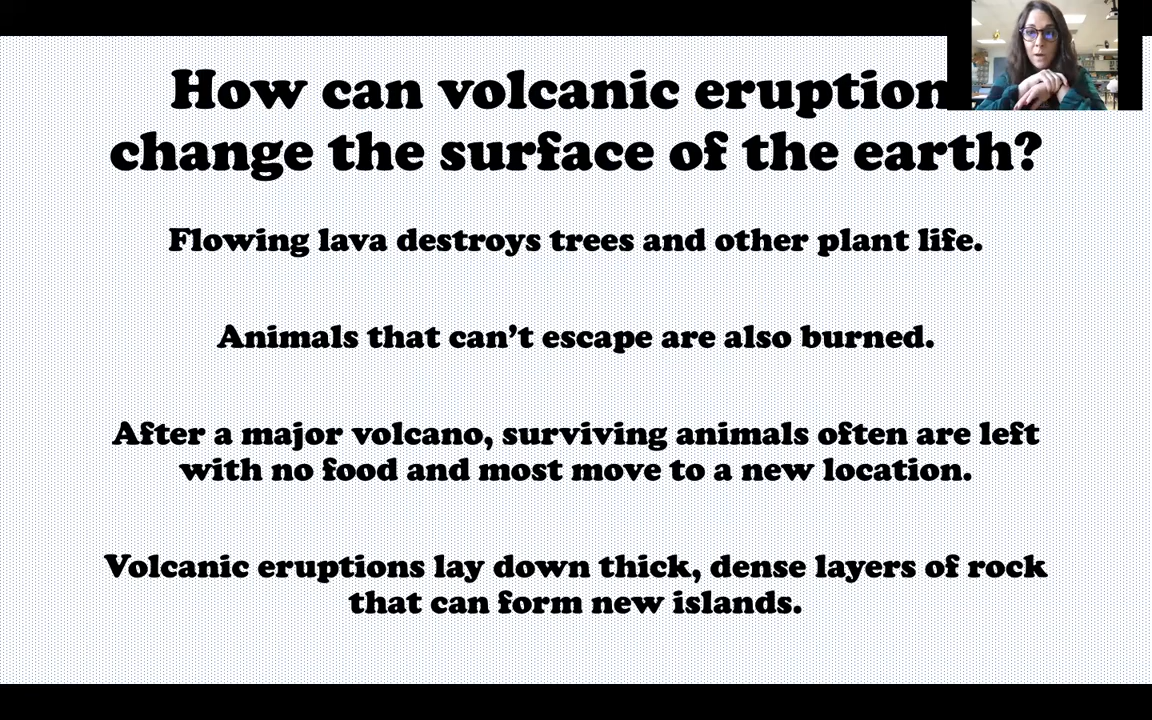 How can volcanic eruption
change the surface of the earth?
Flowing lava destroys trees and other plant life.
Animals that can’t escape are also burned.
After a major volcano, surviving animals often are left
with no food and most move to a new location.
Volcanic eruptions lay down thick, dense layers of rock
that can form new islands.